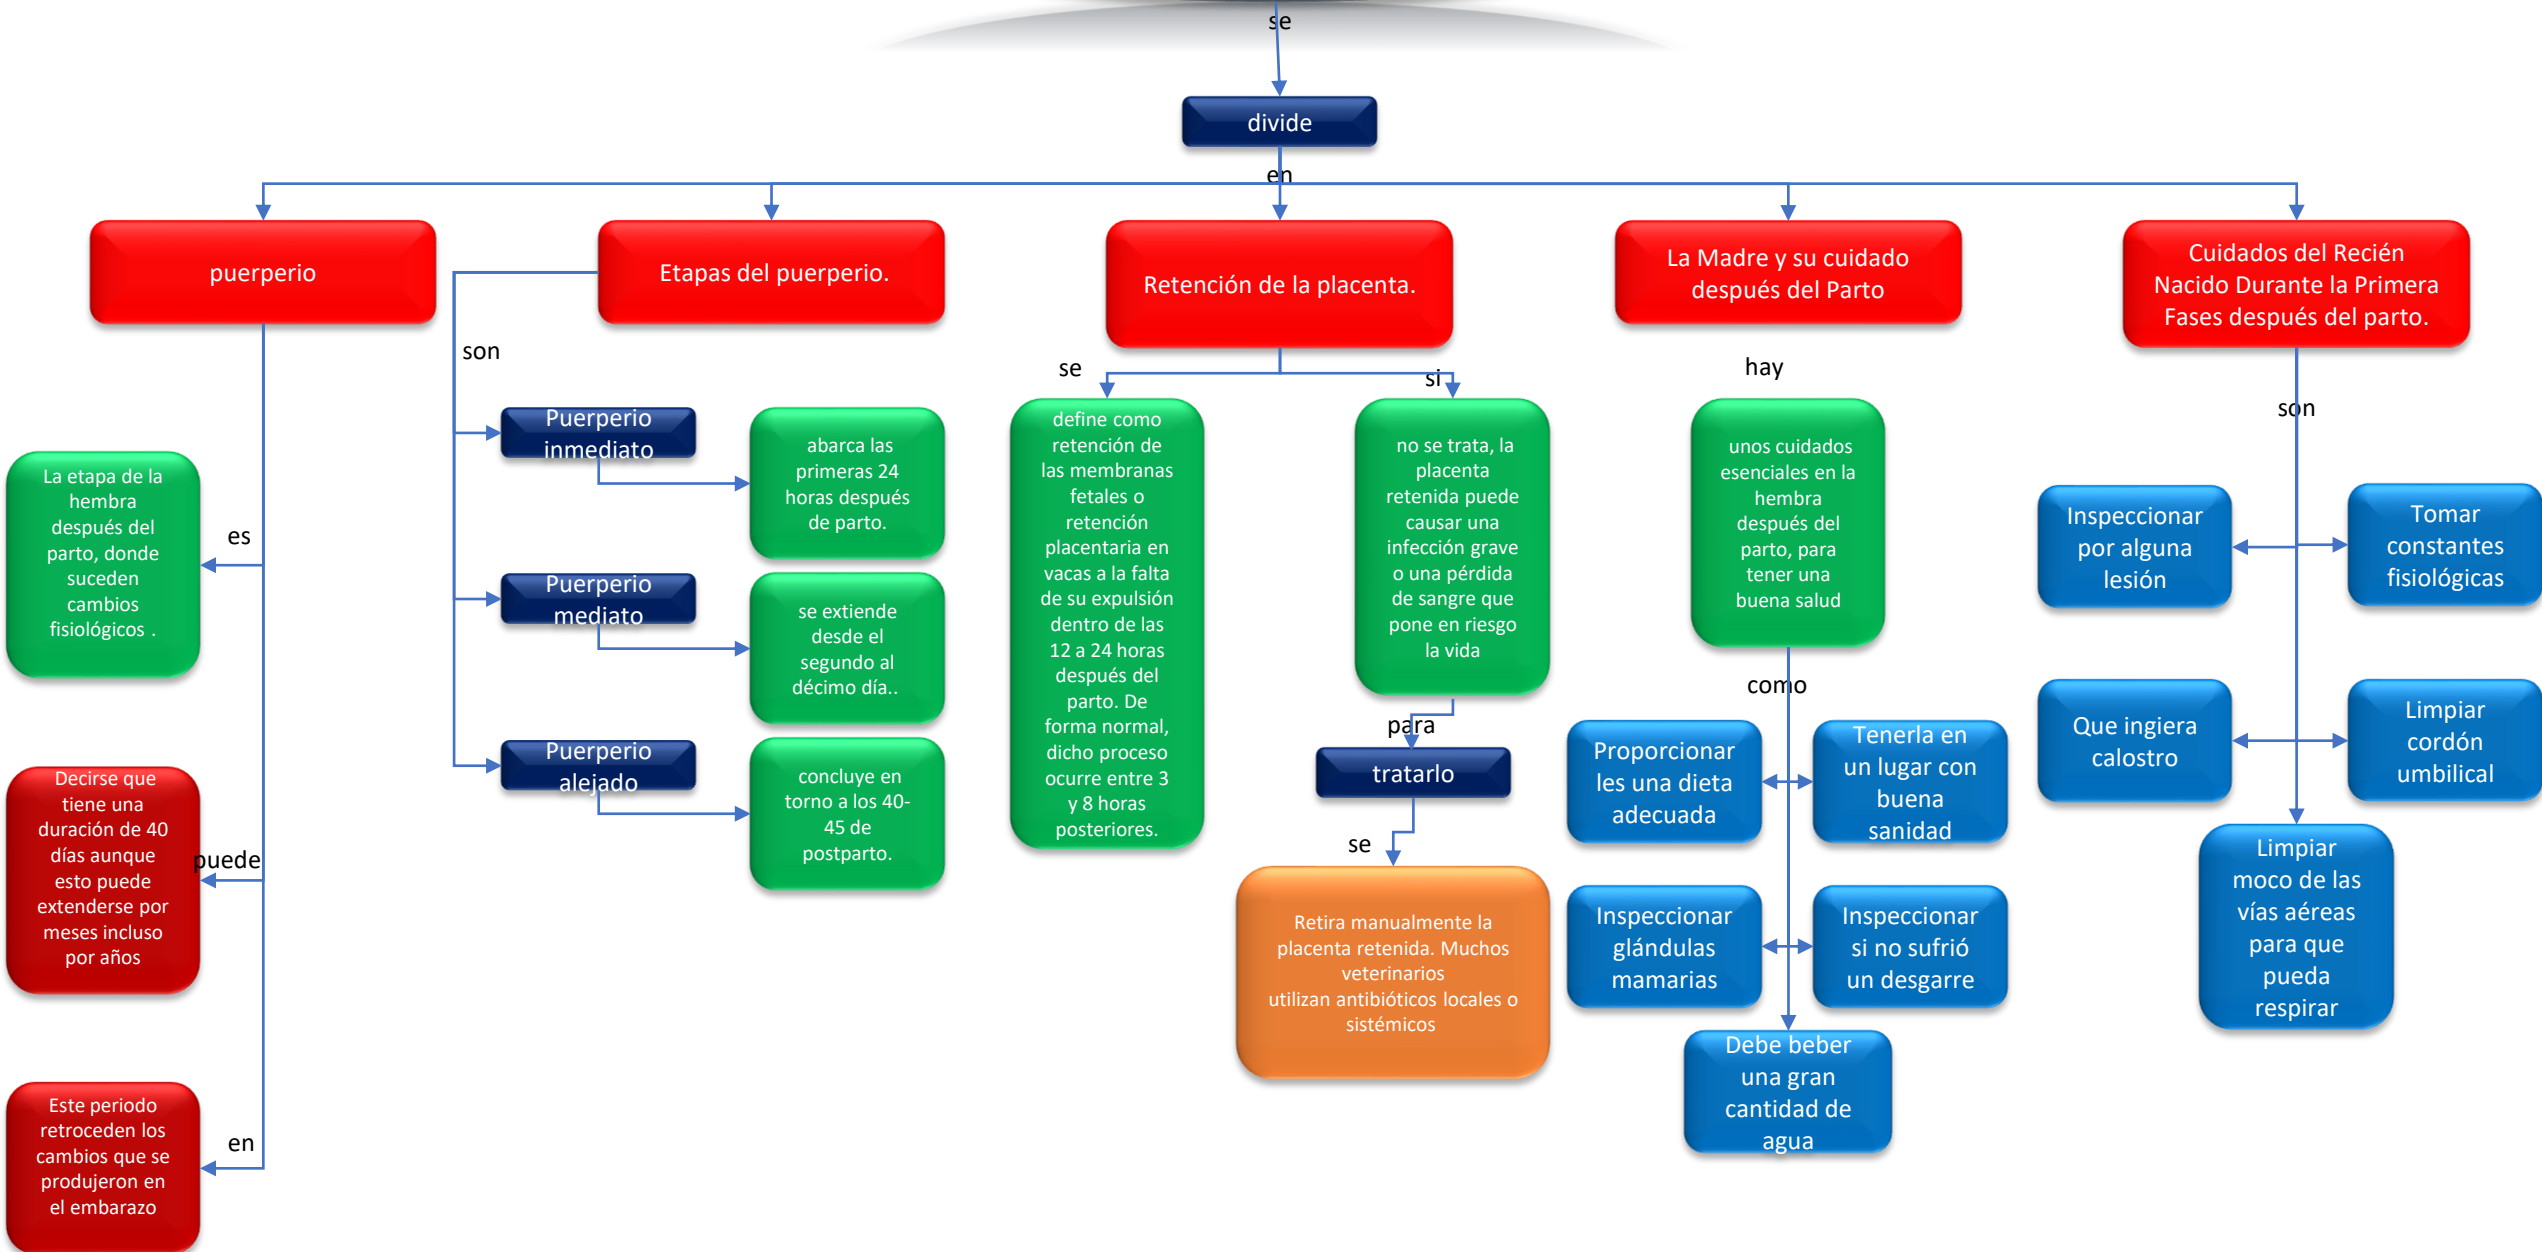 se
divide
en
puerperio
es
La etapa de la
hembra
después del
parto, donde
suceden
cambios
fisiológicos .
puede
Decirse que
tiene una
duración de 40
días aunque
esto puede
extenderse por
meses incluso
por años
en
Este periodo
retroceden los
cambios que se
produjeron en
el embarazo
Etapas del puerperio.
son
Puerperio
inmediato
abarca las
primeras 24
horas después
de parto.
Puerperio
mediato
se extiende
desde el
segundo al
décimo día..
Puerperio
alejado
concluye en
torno a los 40-
45 de
postparto.
Retención de la placenta.
se
define como
retención de
las membranas
fetales o
retención
placentaria en
vacas a la falta
de su expulsión
dentro de las
12 a 24 horas
después del
parto. De
forma normal,
dicho proceso
ocurre entre 3
y 8 horas
posteriores.
si
no se trata, la
placenta
retenida puede
causar una
infección grave
o una pérdida
de sangre que
pone en riesgo
la vida
para
tratarlo
se
Retira manualmente la
placenta retenida. Muchos
veterinarios
utilizan antibióticos locales o
sistémicos
La Madre y su cuidado
después del Parto
hay
unos cuidados
esenciales en la
hembra
después del
parto, para
tener una
buena salud
como
Proporcionar
les una dieta
adecuada
Tenerla en
un lugar con
buena
sanidad
Inspeccionar
glándulas
mamarias
Inspeccionar
si no sufrió
un desgarre
Debe beber
una gran
cantidad de
agua
Cuidados del Recién
Nacido Durante la Primera
Fases después del parto.
son
Inspeccionar
por alguna
lesión
Tomar
constantes
fisiológicas
Que ingiera
calostro
Limpiar
cordón
umbilical
Limpiar
moco de las
vías aéreas
para que
pueda
respirar